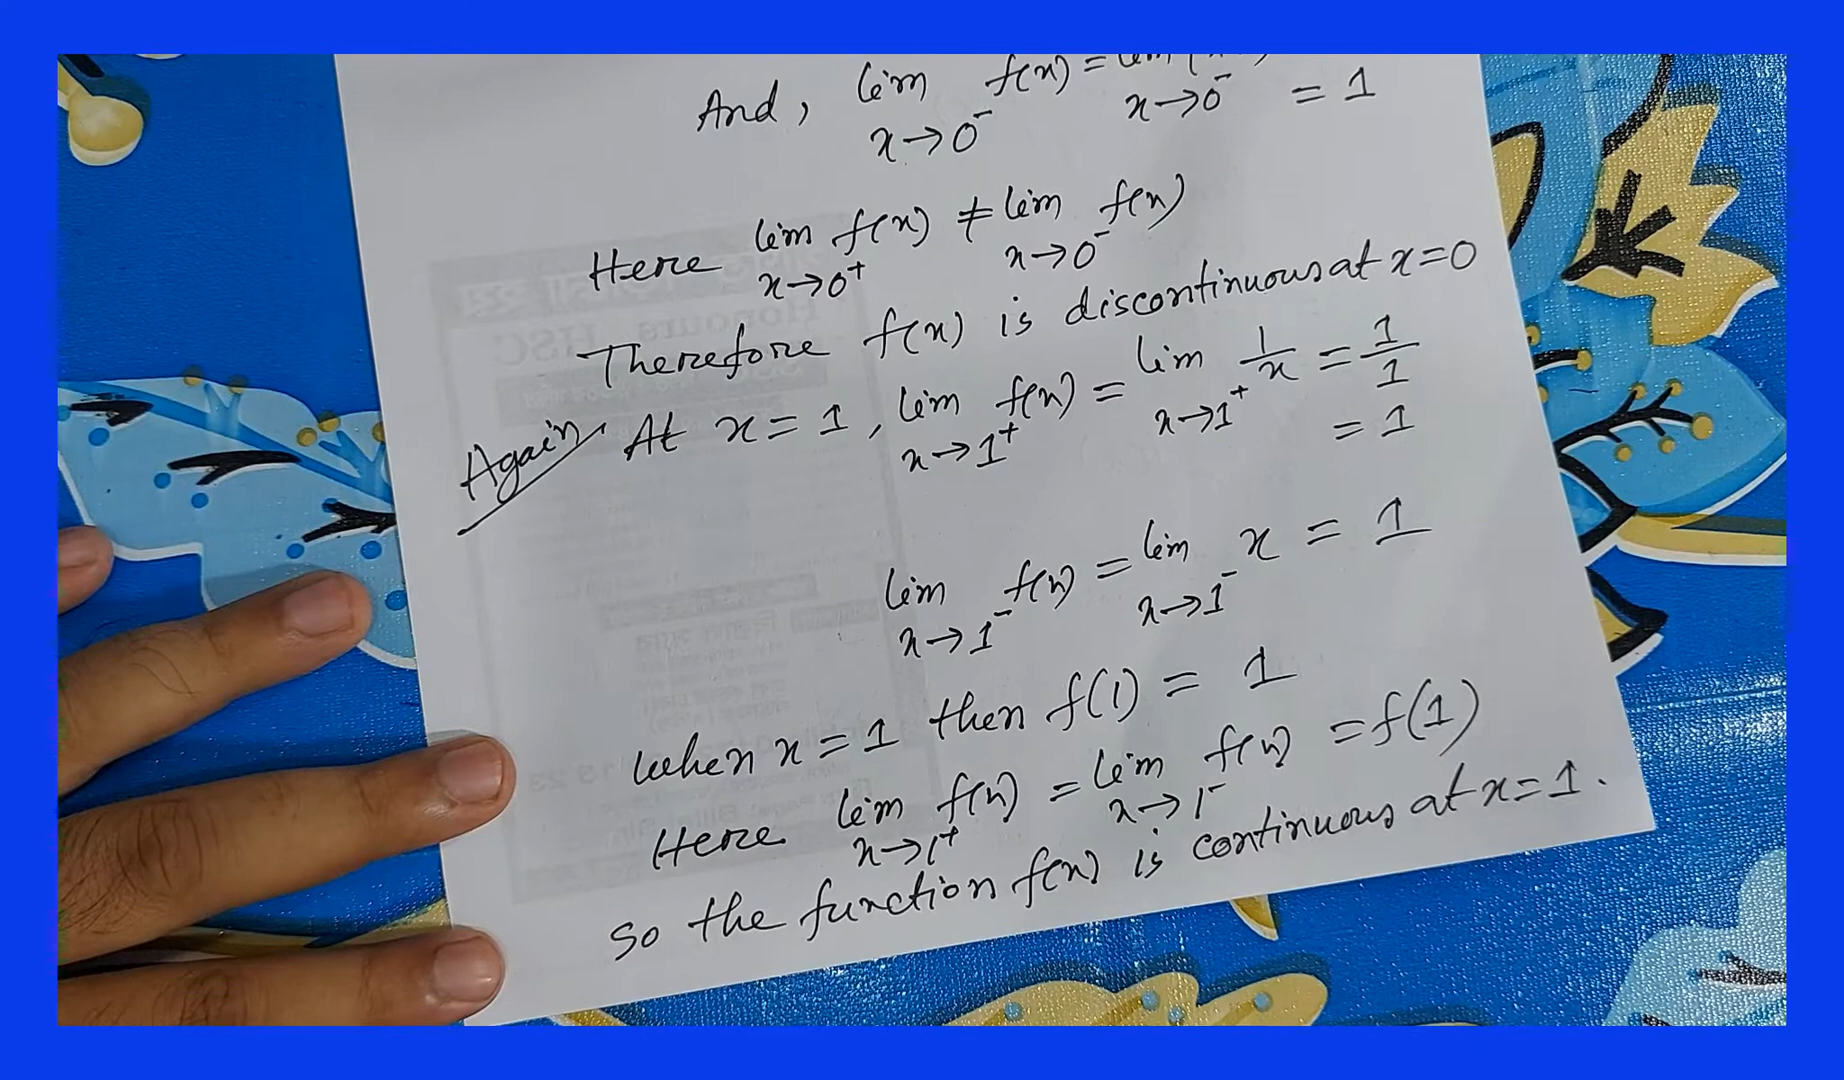 And, lim x→0⁻ f(x) = lim x→0⁻ = 1
Here lim x→0⁺ f(x) ≠ lim x→0⁻ f(x)
Therefore f(x) is discontinuous at x=0
Again, At x = 1, lim x→1⁺ f(x) = lim x→1⁺ 1/x = 1/1
= 1
lim x→1⁻ f(x) = lim x→1⁻ x = 1
When x = 1 then f(1) = 1
Here lim x→1⁺ f(x) = lim x→1⁻ f(x) = f(1)
So the function f(x) is continuous at x=1.